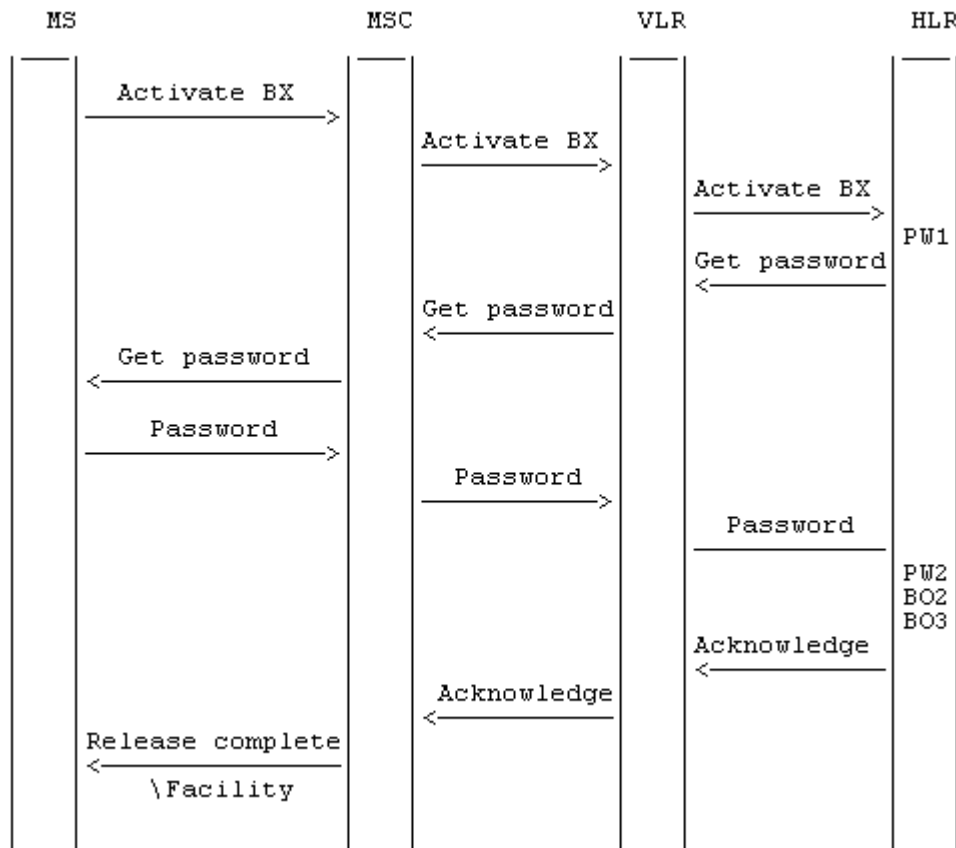 MS MSC VLR HLR
Activate BX
Activate BX
Activate BX
PW1
Get password
Get password
Get password
Password
Password
Password
PW2
BO2
BO3
Acknowledge
Acknowledge
Release complete
\Facility